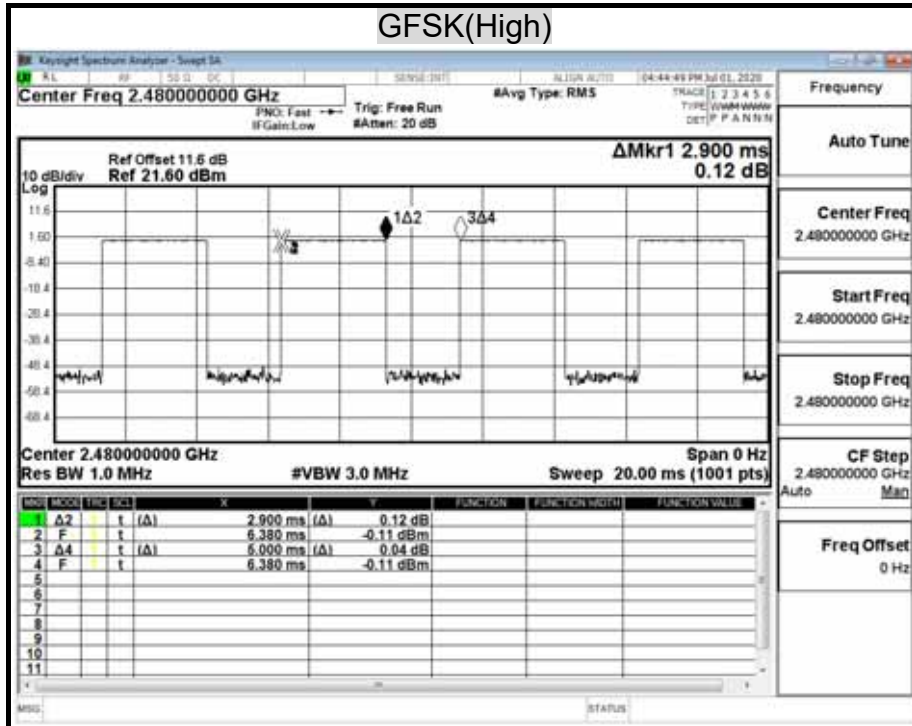 GFSK(High)
Keysight Spectrum Analyzer - Swept SA
RL RF 50 Ω DC SENSE:INT ALIGN AUTO 04:44:49 PM Jul 01, 2020
Center Freq 2.480000000 GHz #Avg Type: RMS TRACE 1 2 3 4 5 6
PNO: Fast Trig: Free Run TYPE WWMWWWW
IFGain:Low #Atten: 20 dB DET P P A N N N
Frequency
Auto Tune
ΔMkr1 2.900 ms
0.12 dB
Ref Offset 11.6 dB
10 dB/div Ref 21.60 dBm
Log
11.6
1.60
-8.40
-18.4
-28.4
-38.4
-48.4
-58.4
-68.4
1Δ2
3Δ4
Center 2.480000000 GHz Span 0 Hz
Res BW 1.0 MHz #VBW 3.0 MHz Sweep 20.00 ms (1001 pts)
Center Freq
2.480000000 GHz
Start Freq
2.480000000 GHz
Stop Freq
2.480000000 GHz
CF Step
2.480000000 GHz
Auto Man
Freq Offset
0 Hz
MKR MODE TRC SCL X Y FUNCTION FUNCTION WIDTH FUNCTION VALUE
1 Δ2 1 t (Δ) 2.900 ms (Δ) 0.12 dB
2 F 1 t 6.380 ms -0.11 dBm
3 Δ4 1 t (Δ) 5.000 ms (Δ) 0.04 dB
4 F 1 t 6.380 ms -0.11 dBm
5
6
7
8
9
10
11
MSG STATUS